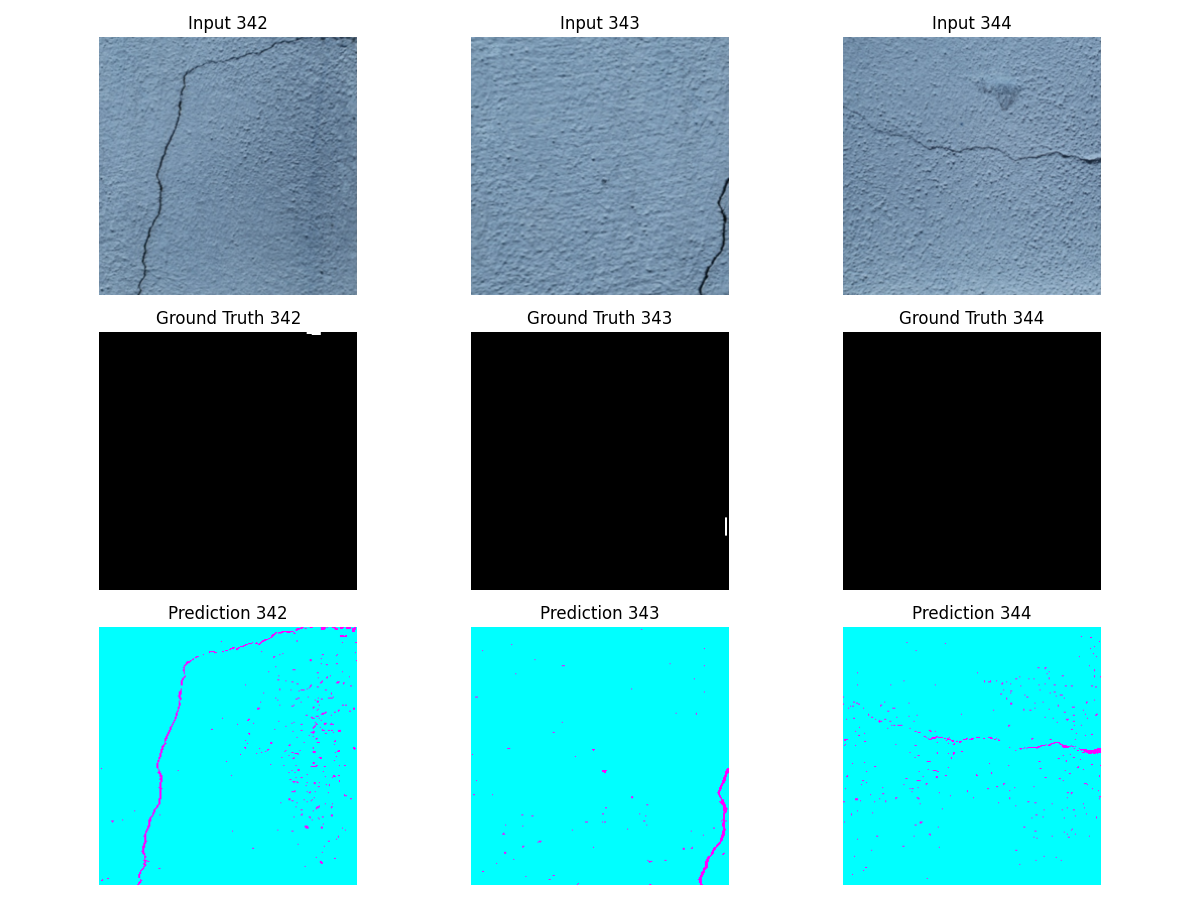 Input 342
Input 343
Input 344
Ground Truth 342
Ground Truth 343
Ground Truth 344
Prediction 342
Prediction 343
Prediction 344